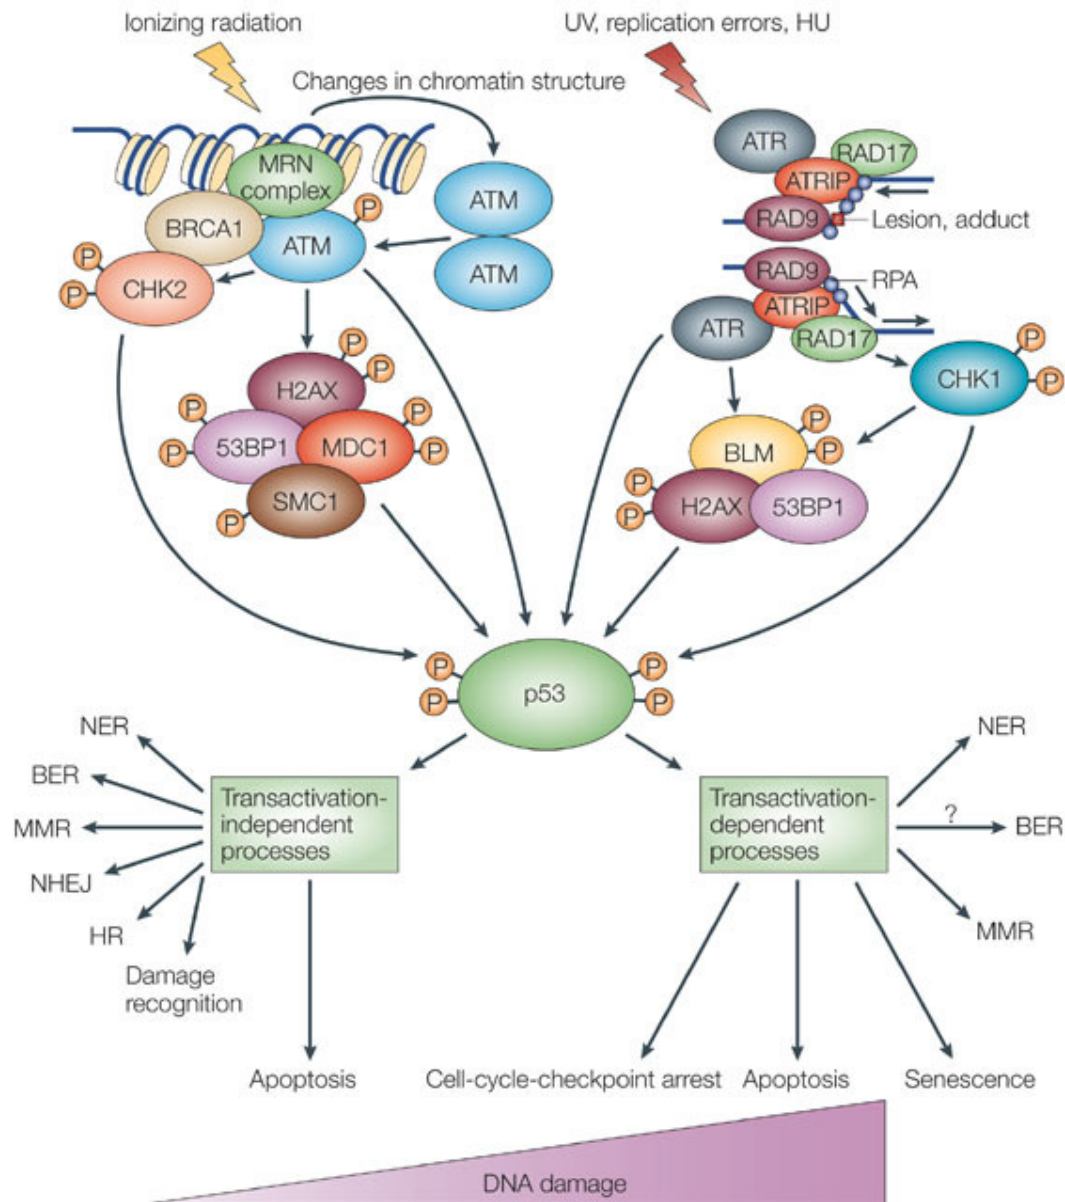 Ionizing radiation
UV, replication errors, HU
Changes in chromatin structure
MRN
complex
BRCA1
ATM
P
CHK2
P
P
ATM
ATM
ATR
RAD17
ATRIP
RAD9
Lesion, adduct
RAD9
RPA
ATRIP
ATR
RAD17
CHK1
P
P
H2AX
P
P
53BP1
P
P
MDC1
P
P
SMC1
P
BLM
P
P
H2AX
P
P
53BP1
p53
P
P
P
P
NER
BER
MMR
NHEJ
HR
Damage
recognition
Transactivation-
independent
processes
Transactivation-
dependent
processes
NER
?
BER
MMR
Apoptosis
Cell-cycle-checkpoint arrest
Apoptosis
Senescence
DNA damage